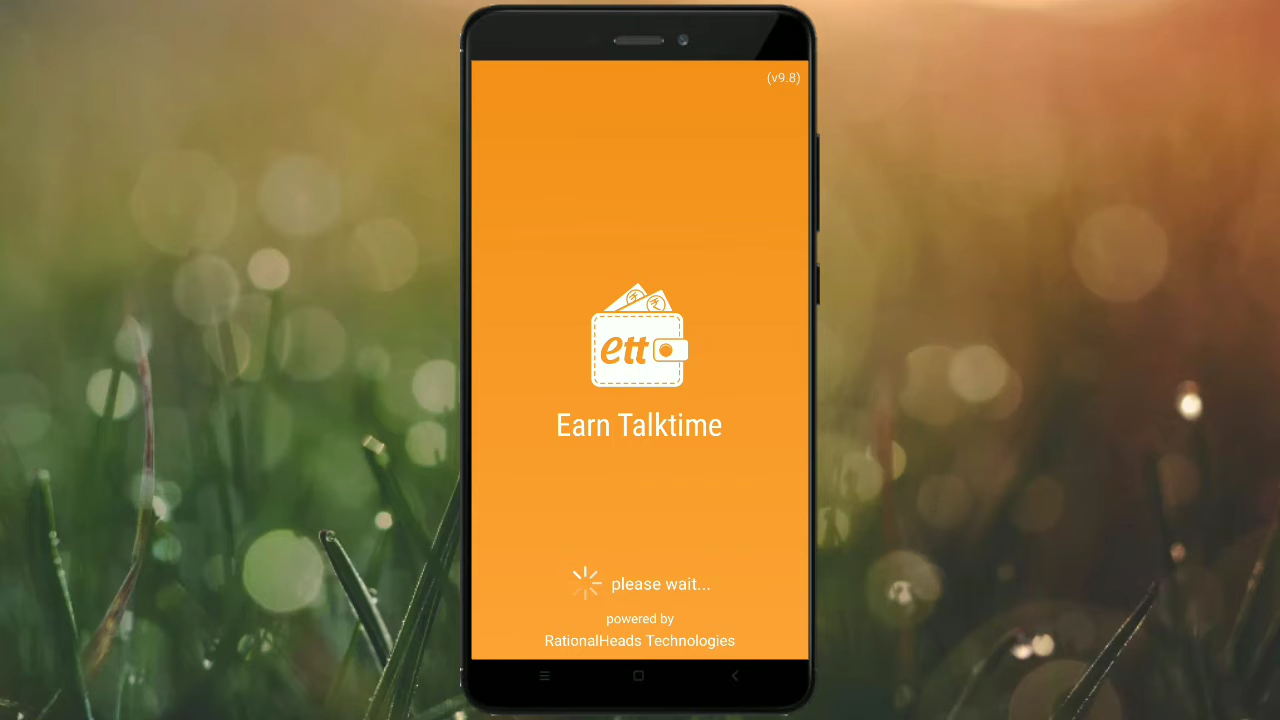 (v9.8)
ett
Earn Talktime
please wait...
powered by
RationalHeads Technologies